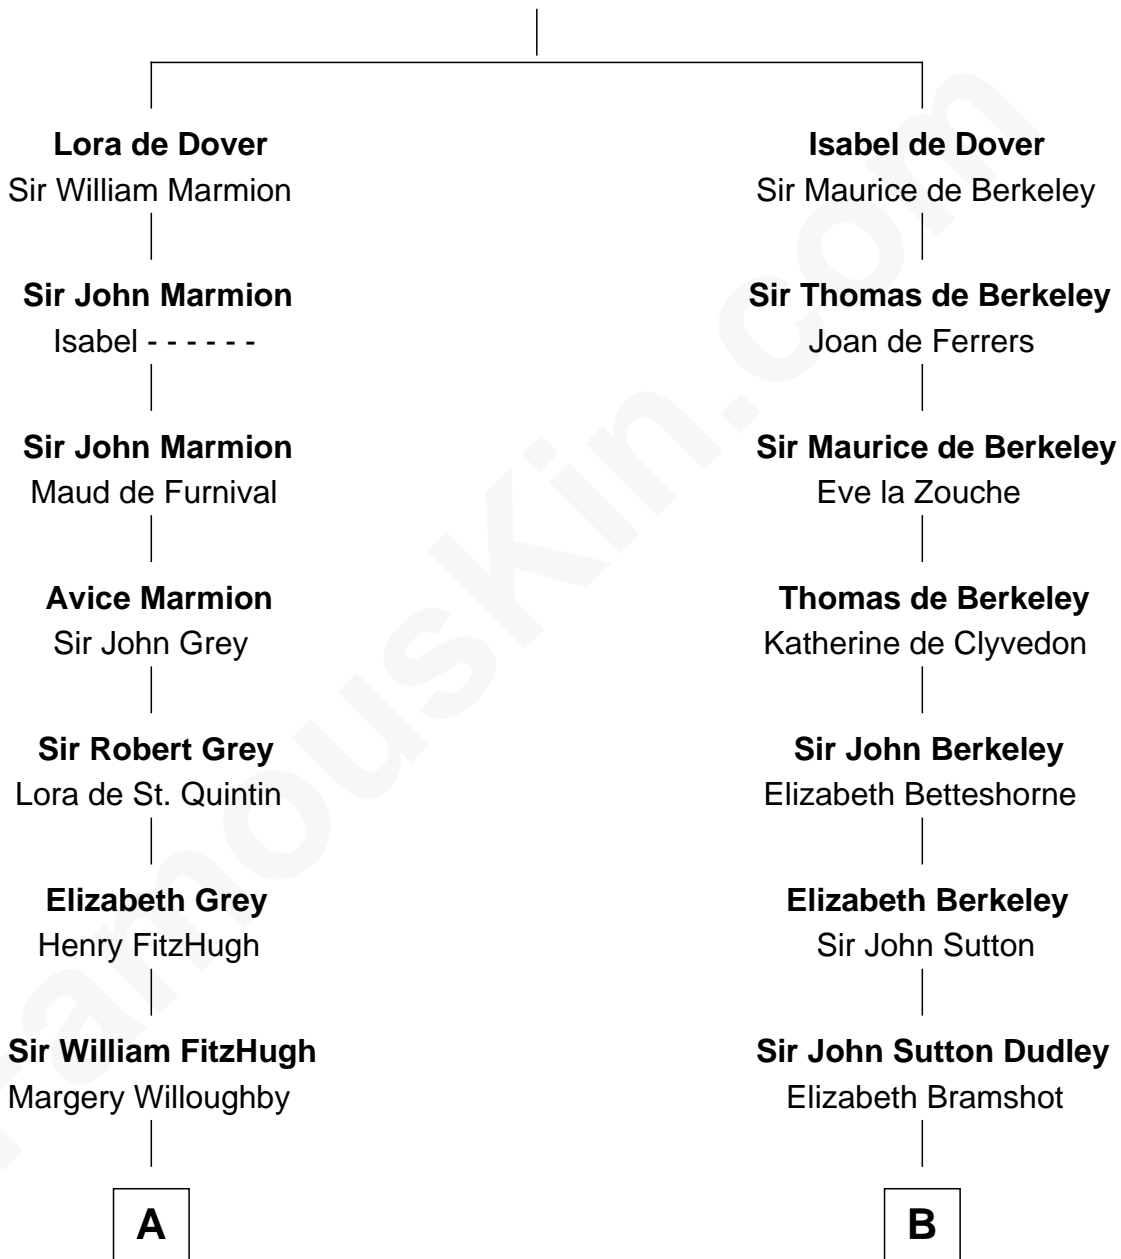 Lora de Dover
Sir William Marmion
Sir John Marmion
Isabel - - - - - -
Sir John Marmion
Maud de Furnival
Avice Marmion
Sir John Grey
Sir Robert Grey
Lora de St. Quintin
Elizabeth Grey
Henry FitzHugh
Sir William FitzHugh
Margery Willoughby
A
Isabel de Dover
Sir Maurice de Berkeley
Sir Thomas de Berkeley
Joan de Ferrers
Sir Maurice de Berkeley
Eve la Zouche
Thomas de Berkeley
Katherine de Clyvedon
Sir John Berkeley
Elizabeth Betteshorne
Elizabeth Berkeley
Sir John Sutton
Sir John Sutton Dudley
Elizabeth Bramshot
B
FamousKin.com